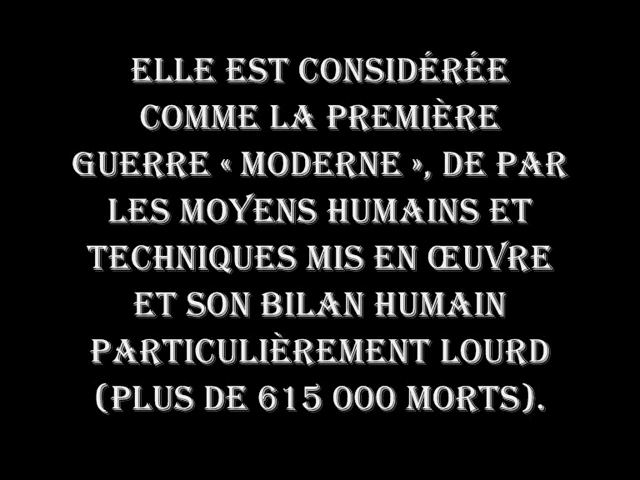 ELLE EST CONSIDÉRÉE
COMME LA PREMIÈRE
GUERRE « MODERNE », DE PAR
LES MOYENS HUMAINS ET
TECHNIQUES MIS EN ŒUVRE
ET SON BILAN HUMAIN
PARTICULIÈREMENT LOURD
(PLUS DE 615 000 MORTS).